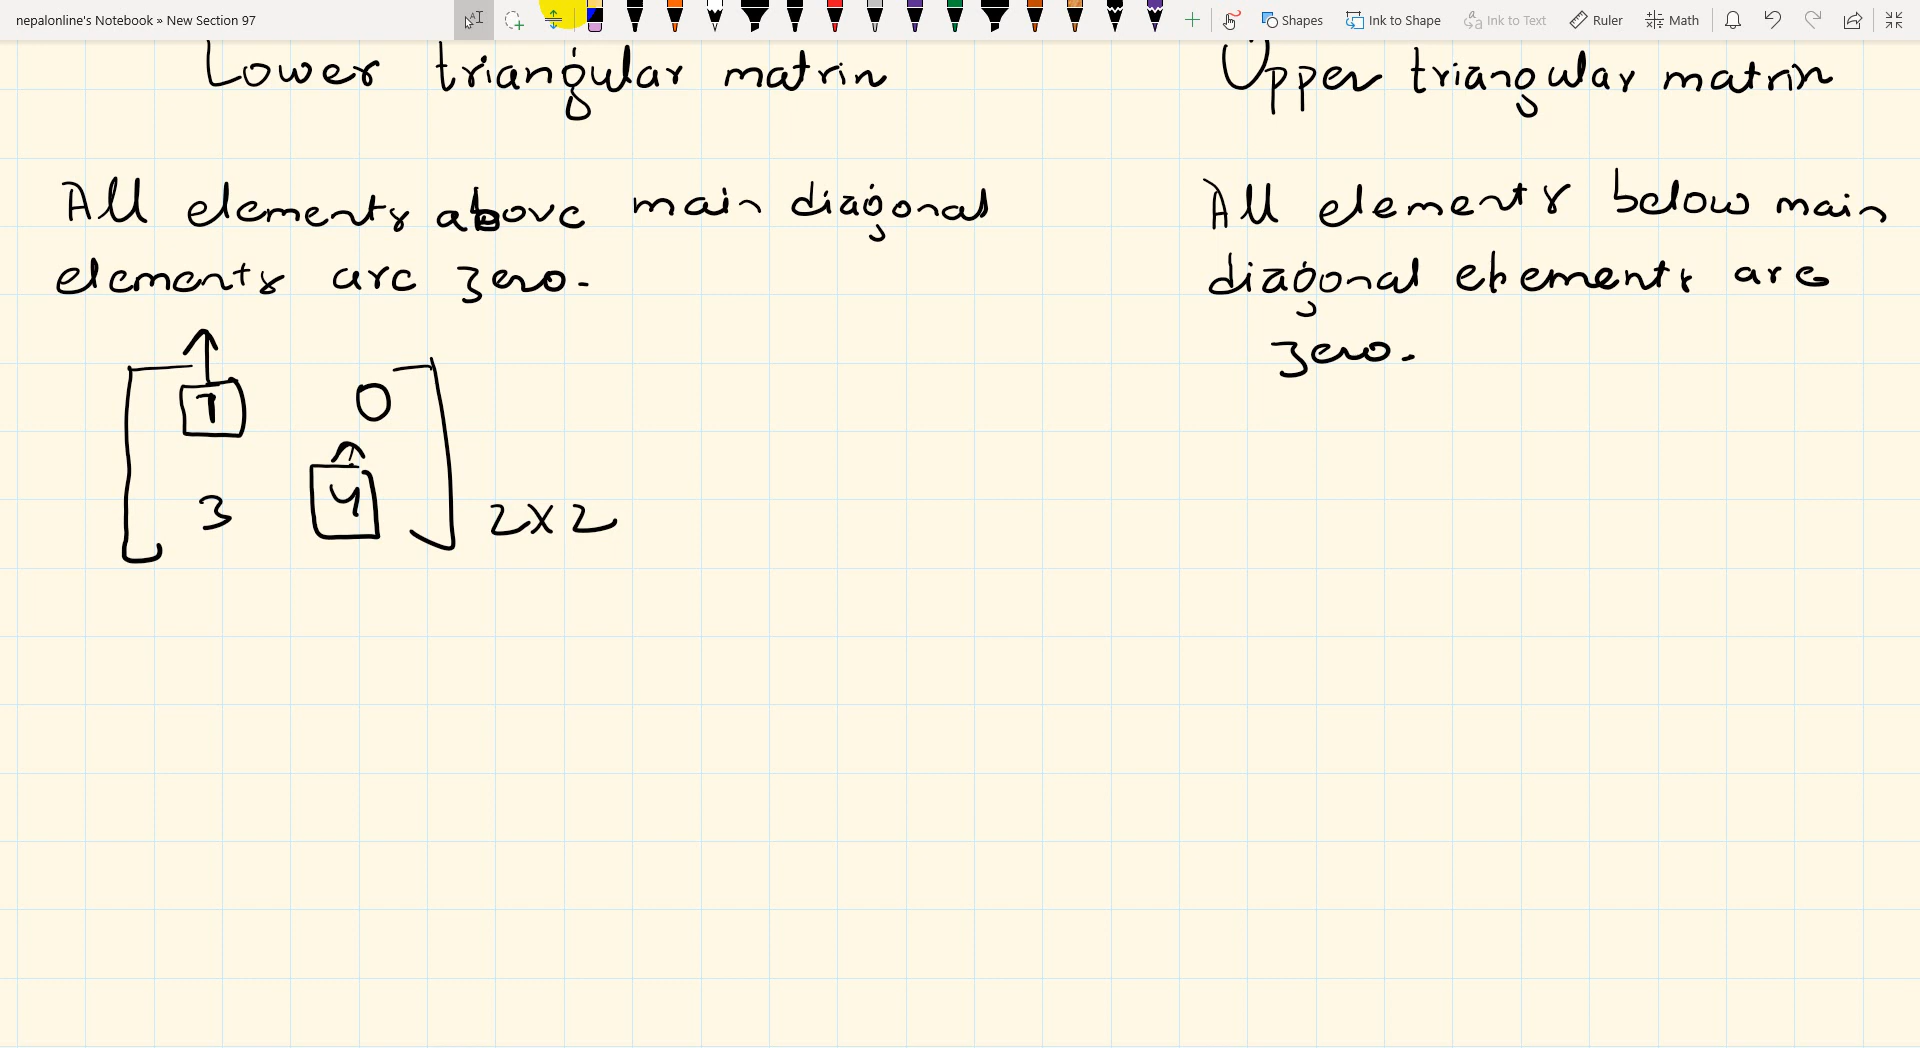 nepalonline's Notebook » New Section 97
Shapes
Ink to Shape
Ink to Text
Ruler
Math
Lower triangular matrin
All elements above main diagonal
elements are zero.
1 0
3 4
2x2
Upper triangular matrin
All elements below main
diagonal elements are
zero.